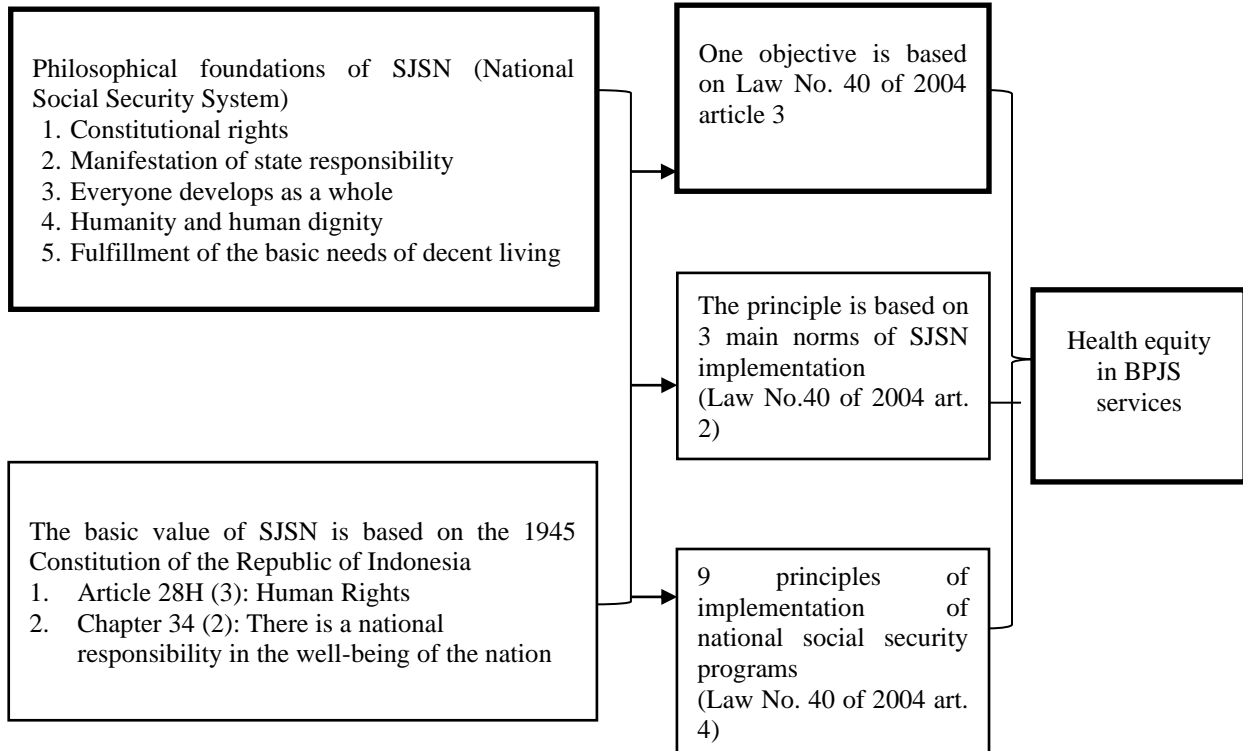 Philosophical foundations of SJSN (National
Social Security System)
1. Constitutional rights
2. Manifestation of state responsibility
3. Everyone develops as a whole
4. Humanity and human dignity
5. Fulfillment of the basic needs of decent living
The basic value of SJSN is based on the 1945
Constitution of the Republic of Indonesia
1. Article 28H (3): Human Rights
2. Chapter 34 (2): There is a national
responsibility in the well-being of the nation
One objective is based
on Law No. 40 of 2004
article 3
The principle is based on
3 main norms of SJSN
implementation
(Law No.40 of 2004 art.
2)
9 principles of
implementation of
national social security
programs
(Law No. 40 of 2004 art.
4)
Health equity
in BPJS
services